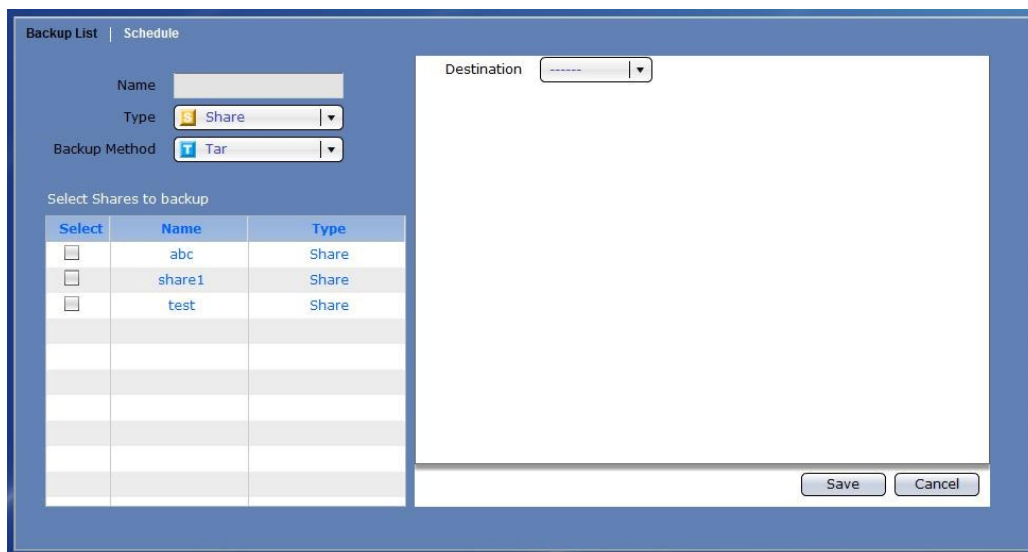 Backup List | Schedule
Name
Type S Share
Backup Method T Tar
Select Shares to backup
Select Name Type
abc Share
share1 Share
test Share
Destination ------
Save Cancel